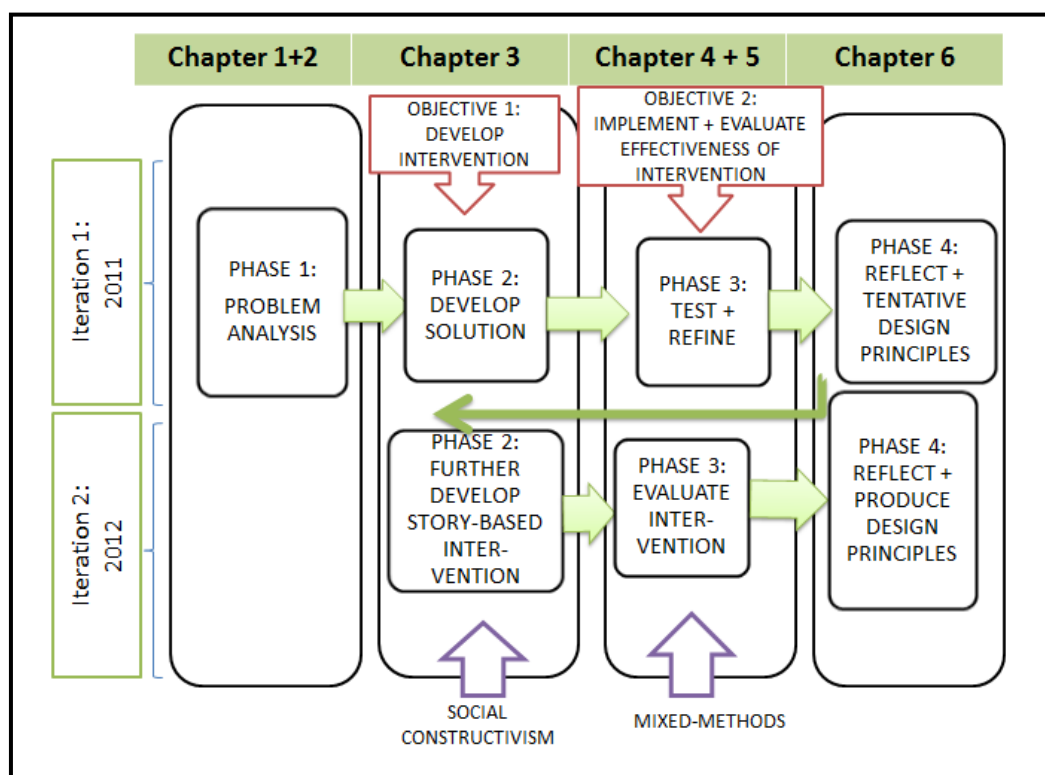 Chapter 1+2
Chapter 3
Chapter 4 + 5
Chapter 6
OBJECTIVE 1:
DEVELOP
INTERVENTION
OBJECTIVE 2:
IMPLEMENT + EVALUATE
EFFECTIVENESS OF
INTERVENTION
Iteration 1:
2011
PHASE 1:
PROBLEM
ANALYSIS
PHASE 2:
DEVELOP
SOLUTION
PHASE 3:
TEST +
REFINE
PHASE 4:
REFLECT +
TENTATIVE
DESIGN
PRINCIPLES
Iteration 2:
2012
PHASE 2:
FURTHER
DEVELOP
STORY-BASED
INTER-
VENTION
PHASE 3:
EVALUATE
INTER-
VENTION
PHASE 4:
REFLECT +
PRODUCE
DESIGN
PRINCIPLES
SOCIAL
CONSTRUCTIVISM
MIXED-METHODS